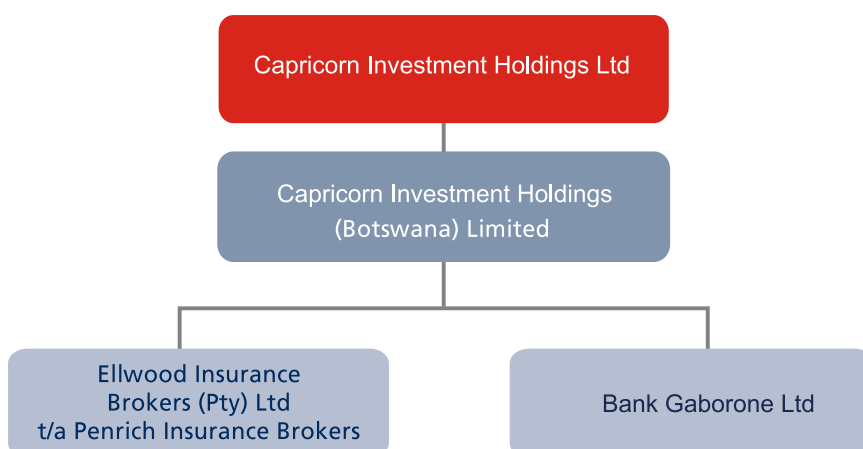 Capricorn Investment Holdings Ltd
Capricorn Investment Holdings
(Botswana) Limited
Ellwood Insurance
Brokers (Pty) Ltd
t/a Penrich Insurance Brokers
Bank Gaborone Ltd